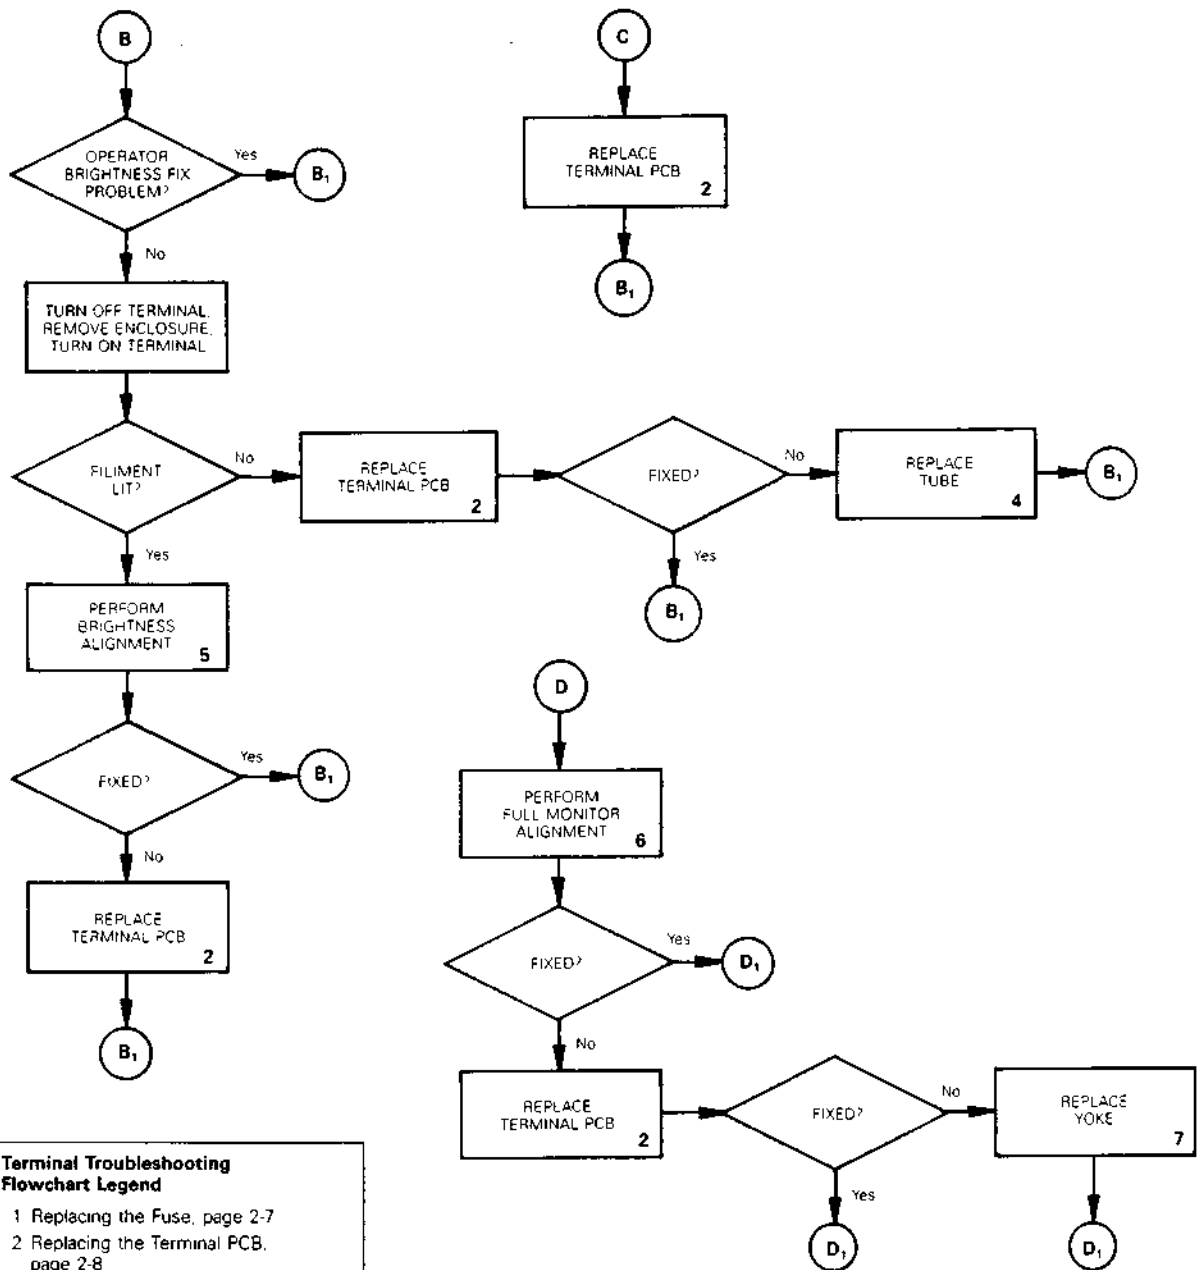 B
OPERATOR
BRIGHTNESS FIX
PROBLEM?
Yes
B₁
No
TURN OFF TERMINAL,
REMOVE ENCLOSURE,
TURN ON TERMINAL
FILIMENT
LIT?
No
REPLACE
TERMINAL PCB
2
FIXED?
No
REPLACE
TUBE
4
B₁
Yes
B₁
Yes
PERFORM
BRIGHTNESS
ALIGNMENT
5
FIXED?
Yes
B₁
No
REPLACE
TERMINAL PCB
2
B₁
C
REPLACE
TERMINAL PCB
2
B₁
D
PERFORM
FULL MONITOR
ALIGNMENT
6
FIXED?
Yes
D₁
No
REPLACE
TERMINAL PCB
2
FIXED?
No
REPLACE
YOKE
7
D₁
Yes
D₁
Terminal Troubleshooting
Flowchart Legend
1 Replacing the Fuse, page 2-7
2 Replacing the Terminal PCB,
page 2-8